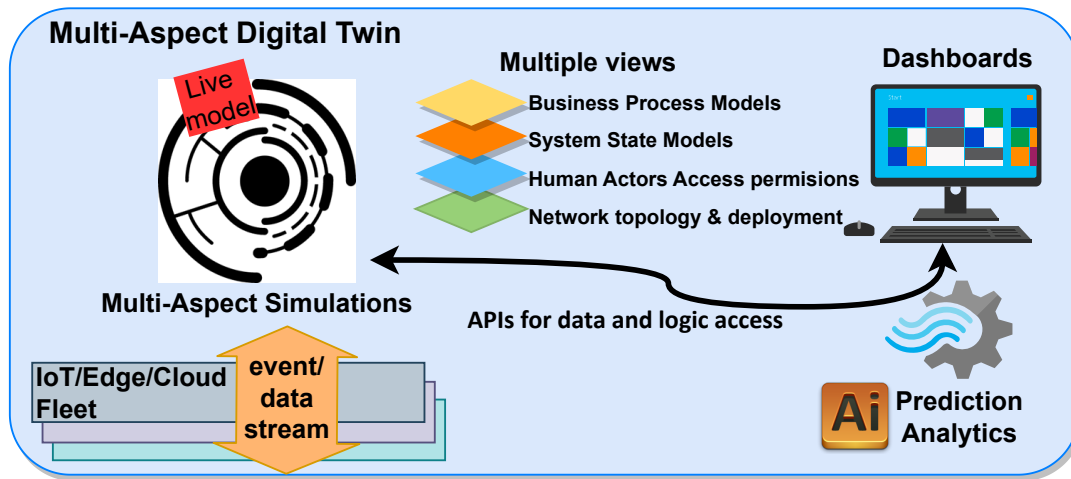 Multi-Aspect Digital Twin
Live
model
Multiple views
Business Process Models
System State Models
Human Actors Access permisions
Network topology & deployment
Dashboards
Start
Multi-Aspect Simulations
APIs for data and logic access
IoT/Edge/Cloud
Fleet
event/
data
stream
Ai
Prediction
Analytics